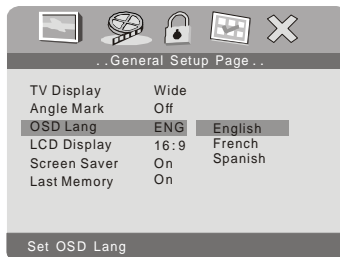 ..General Setup Page..
TV Display Wide
Angle Mark Off
OSD Lang ENG English
LCD Display 16:9 French
Screen Saver On Spanish
Last Memory On
Set OSD Lang